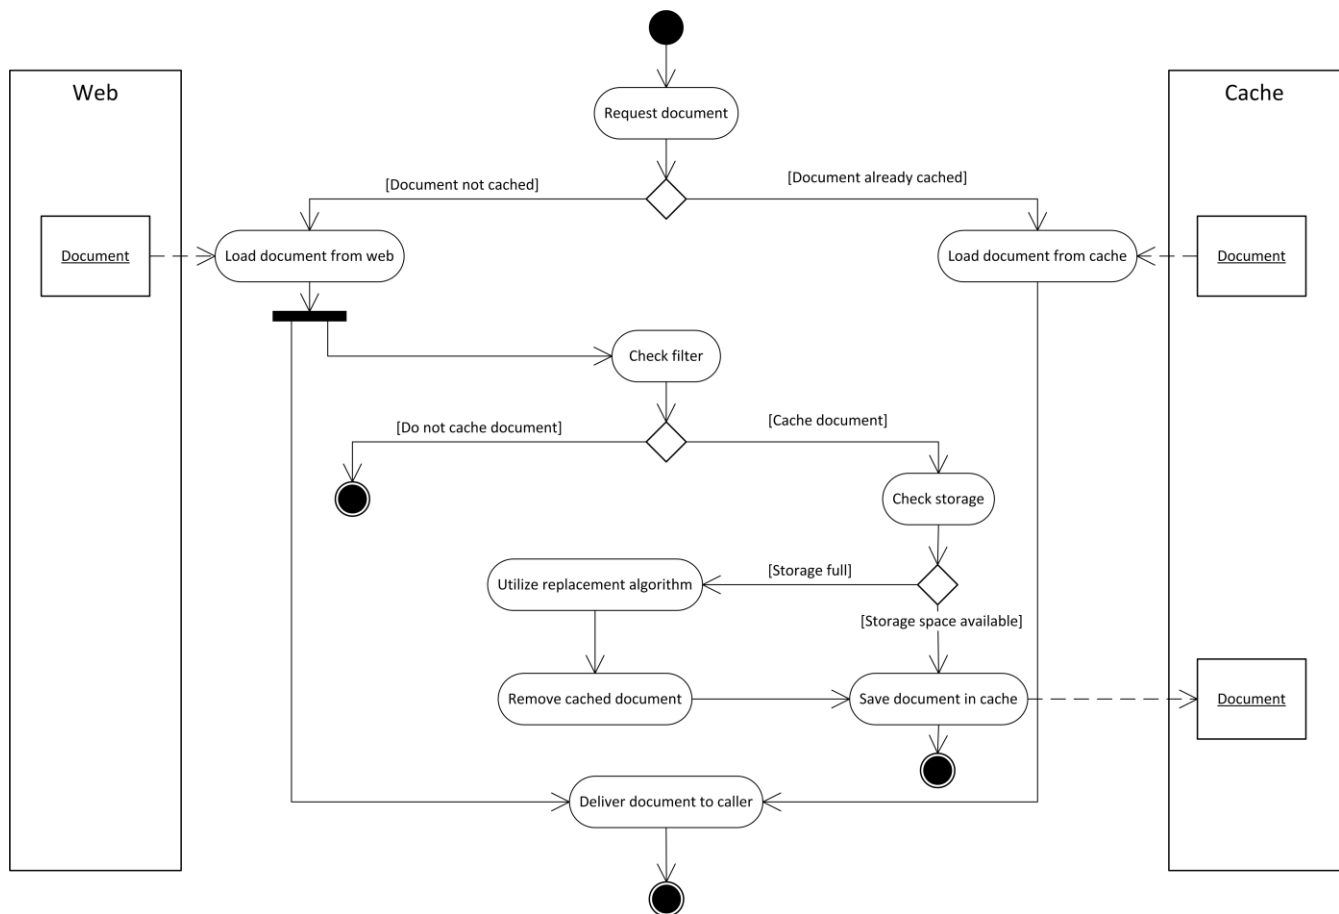 Web
Cache
Request document
[Document not cached]
[Document already cached]
Document
Load document from web
Load document from cache
Document
Check filter
[Do not cache document]
[Cache document]
Check storage
Utilize replacement algorithm
[Storage full]
[Storage space available]
Remove cached document
Save document in cache
Document
Deliver document to caller